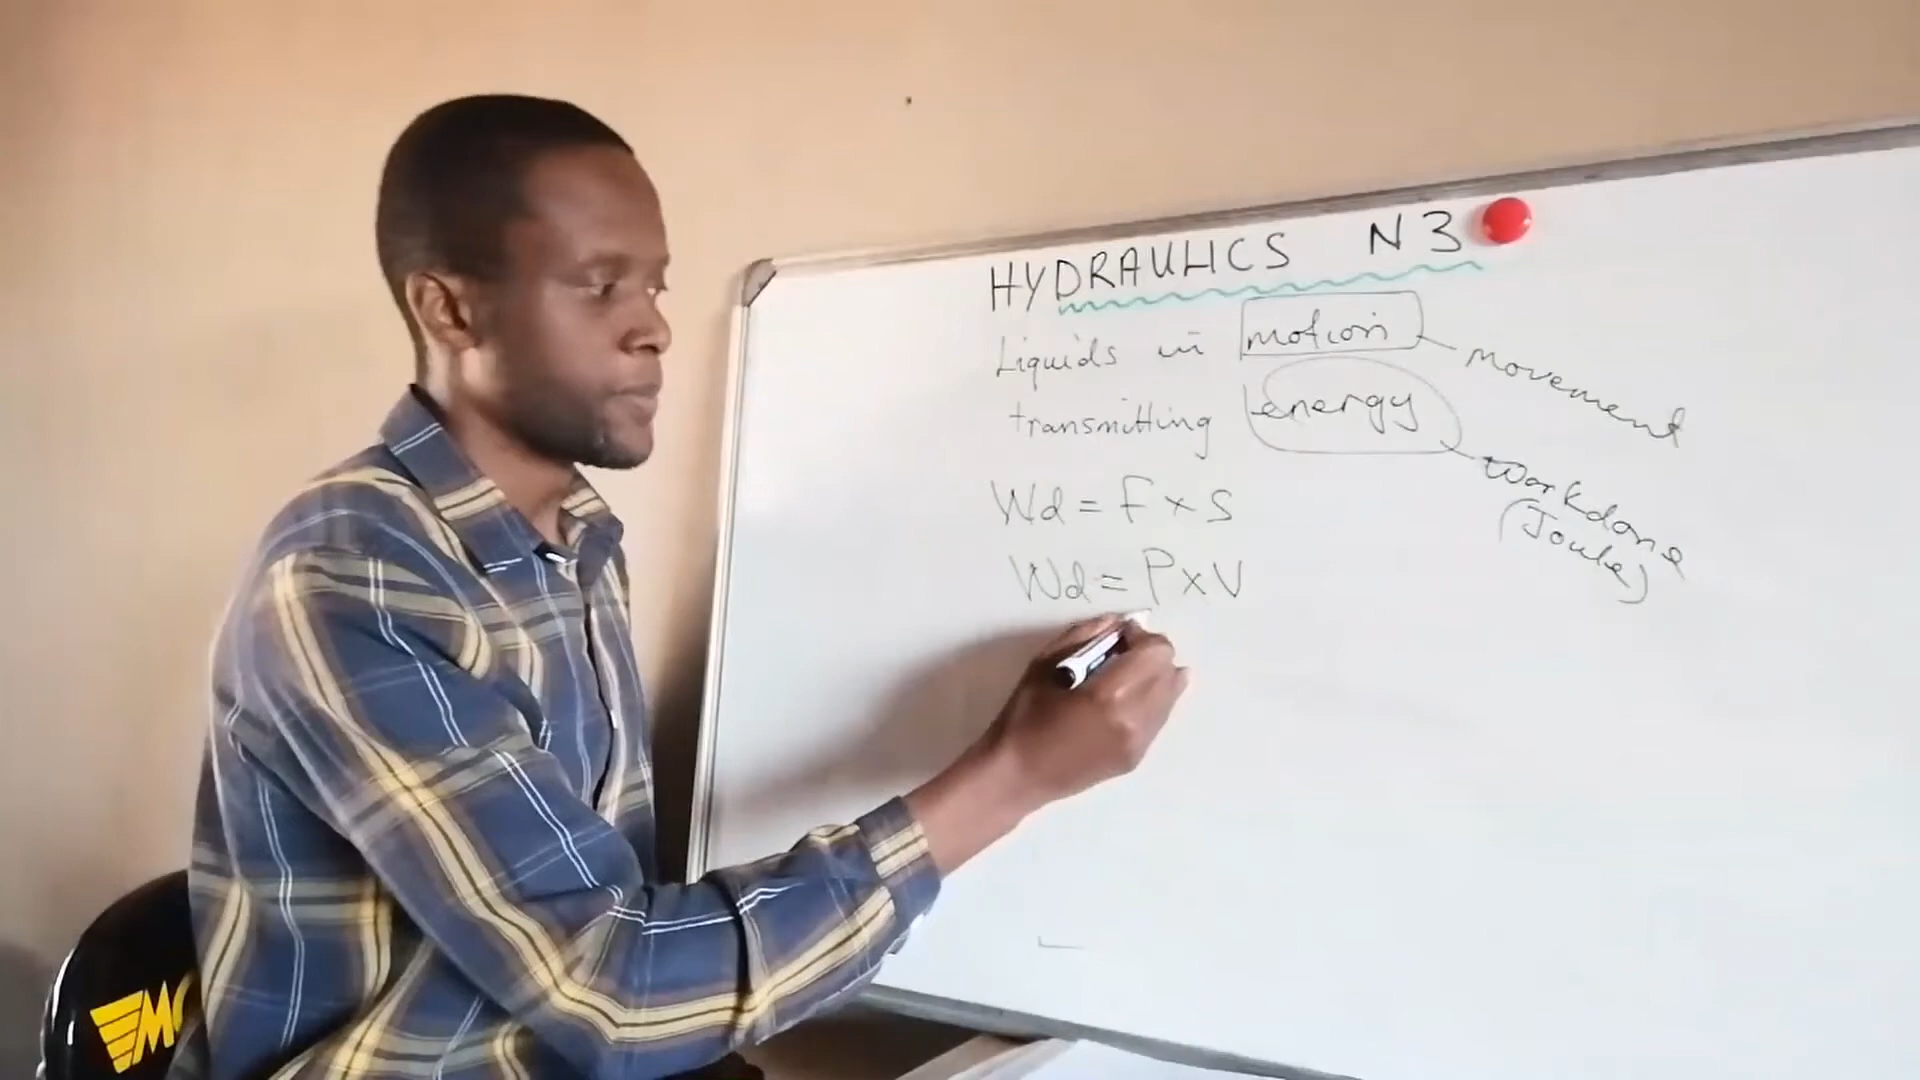 HYDRAULICS N3
Liquids in motion
movement
transmitting energy
Workdone
(Joule)
Wd = F x s
Wd = P x V